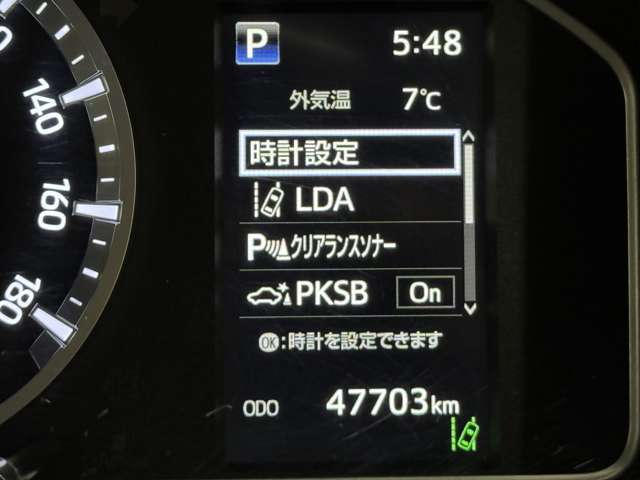 P 5:48
外気温 7℃
140
時計設定
LDA
160
Pクリアランスソナー
PKSB On
180
OK:時計を設定できます
ODO 47703km